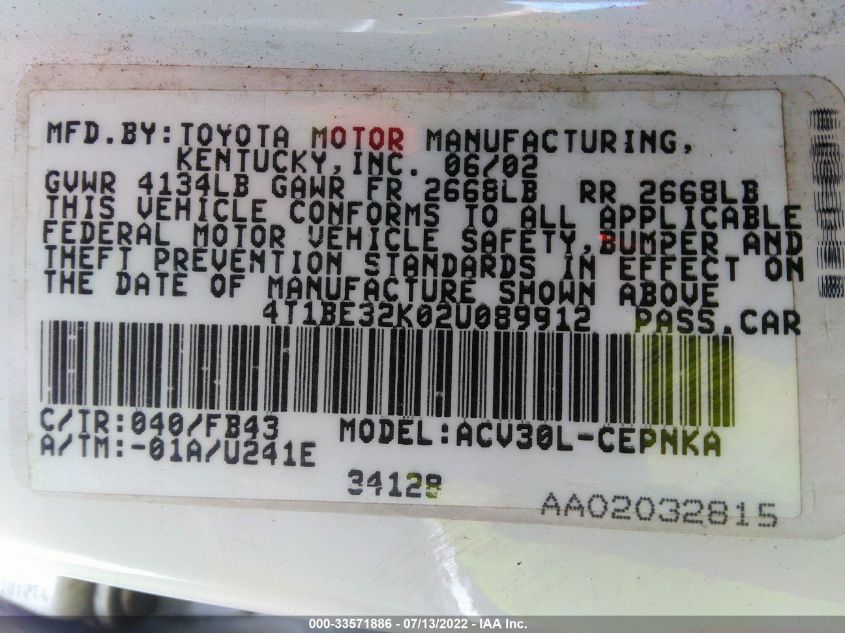 MFD.BY:TOYOTA MOTOR MANUFACTURING,
KENTUCKY,INC. 06/02
GVWR 4134LB GAWR FR 2668LB RR 2668LB
THIS VEHICLE CONFORMS TO ALL APPLICABLE
FEDERAL MOTOR VEHICLE SAFETY,BUMPER AND
THEFT PREVENTION STANDARDS IN EFFECT ON
THE DATE OF MANUFACTURE SHOWN ABOVE
4T1BE32K02U089912 PASS.CAR
C/TR:040/FB43 MODEL:ACV30L-CEPNKA
A/TM:-01A/U241E
34128
AA02032815
000-33571886 / 07/13/2022 - IAA Inc.